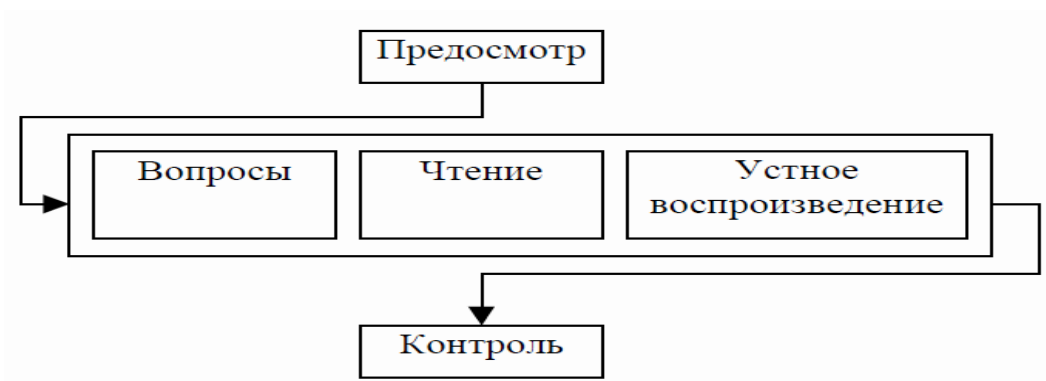 Предосмотр
Вопросы
Чтение
Устное
воспроизведение
Контроль